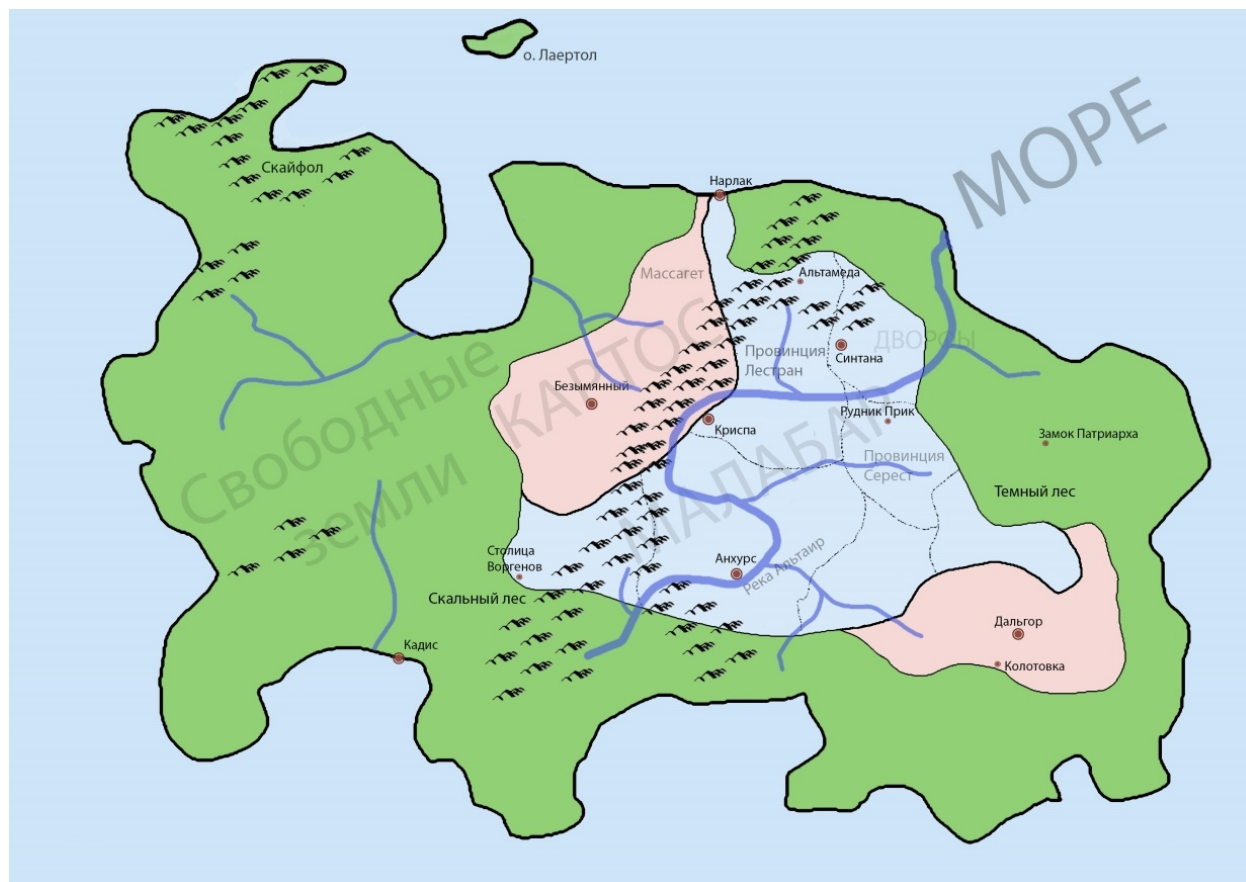 о. Лаертол
МОРЕ
Скайфол
Нарлак
Массагет
Альтамеда
ДВОРФЫ
Провинция
Лестран
Синтана
Свободные
земли
КАРТОС
Безымянный
МАЛАБАР
Криспа
Рудник Прик
Замок Патриарха
Провинция
Серест
Темный лес
Столица
Воргенов
Анхурс
Река Альтаир
Скальный лес
Дальгор
Кадис
Колотовка